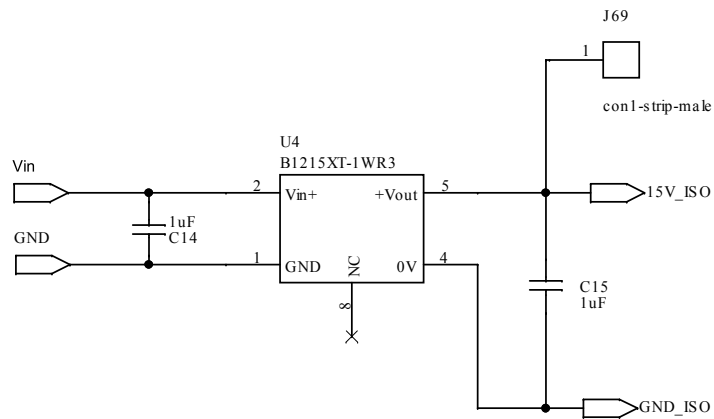 J69
1
con1-strip-male
U4
B1215XT-1WR3
Vin
2
Vin+
+Vout
5
15V_ISO
1uF
C14
GND
1
GND
NC
0V
4
8
C15
1uF
GND_ISO